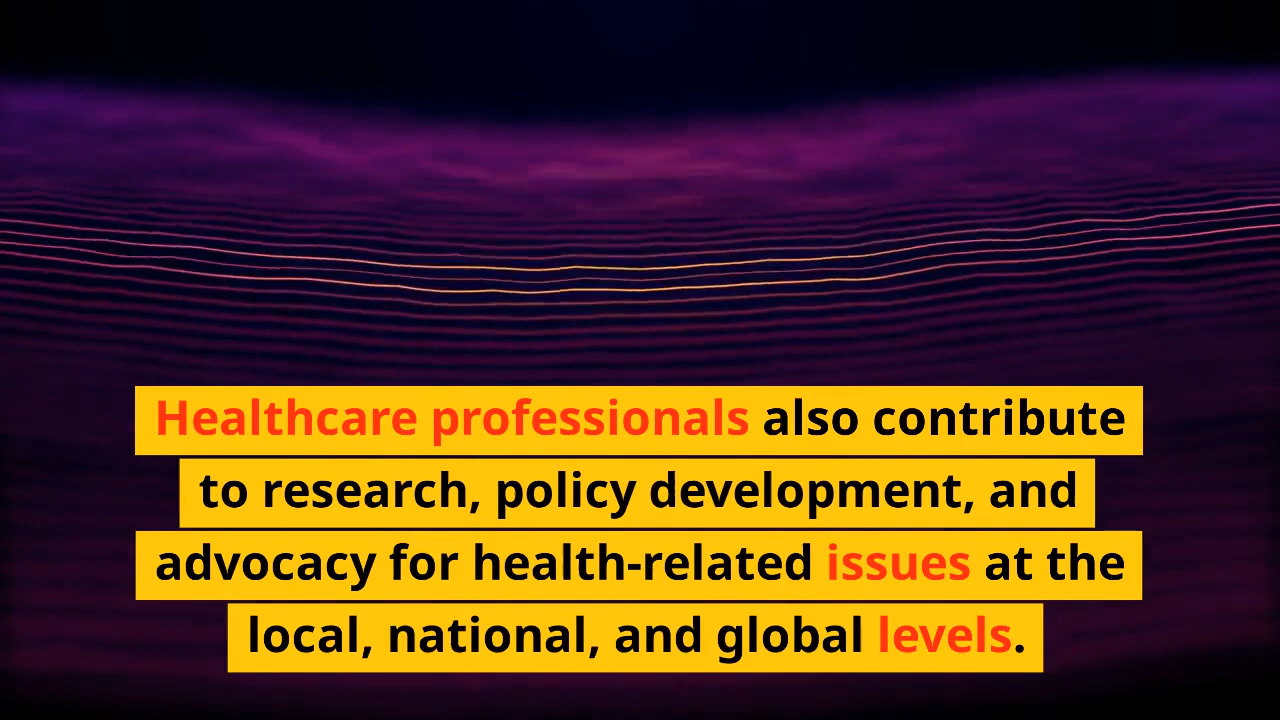 Healthcare professionals also contribute
to research, policy development, and
advocacy for health-related issues at the
local, national, and global levels.